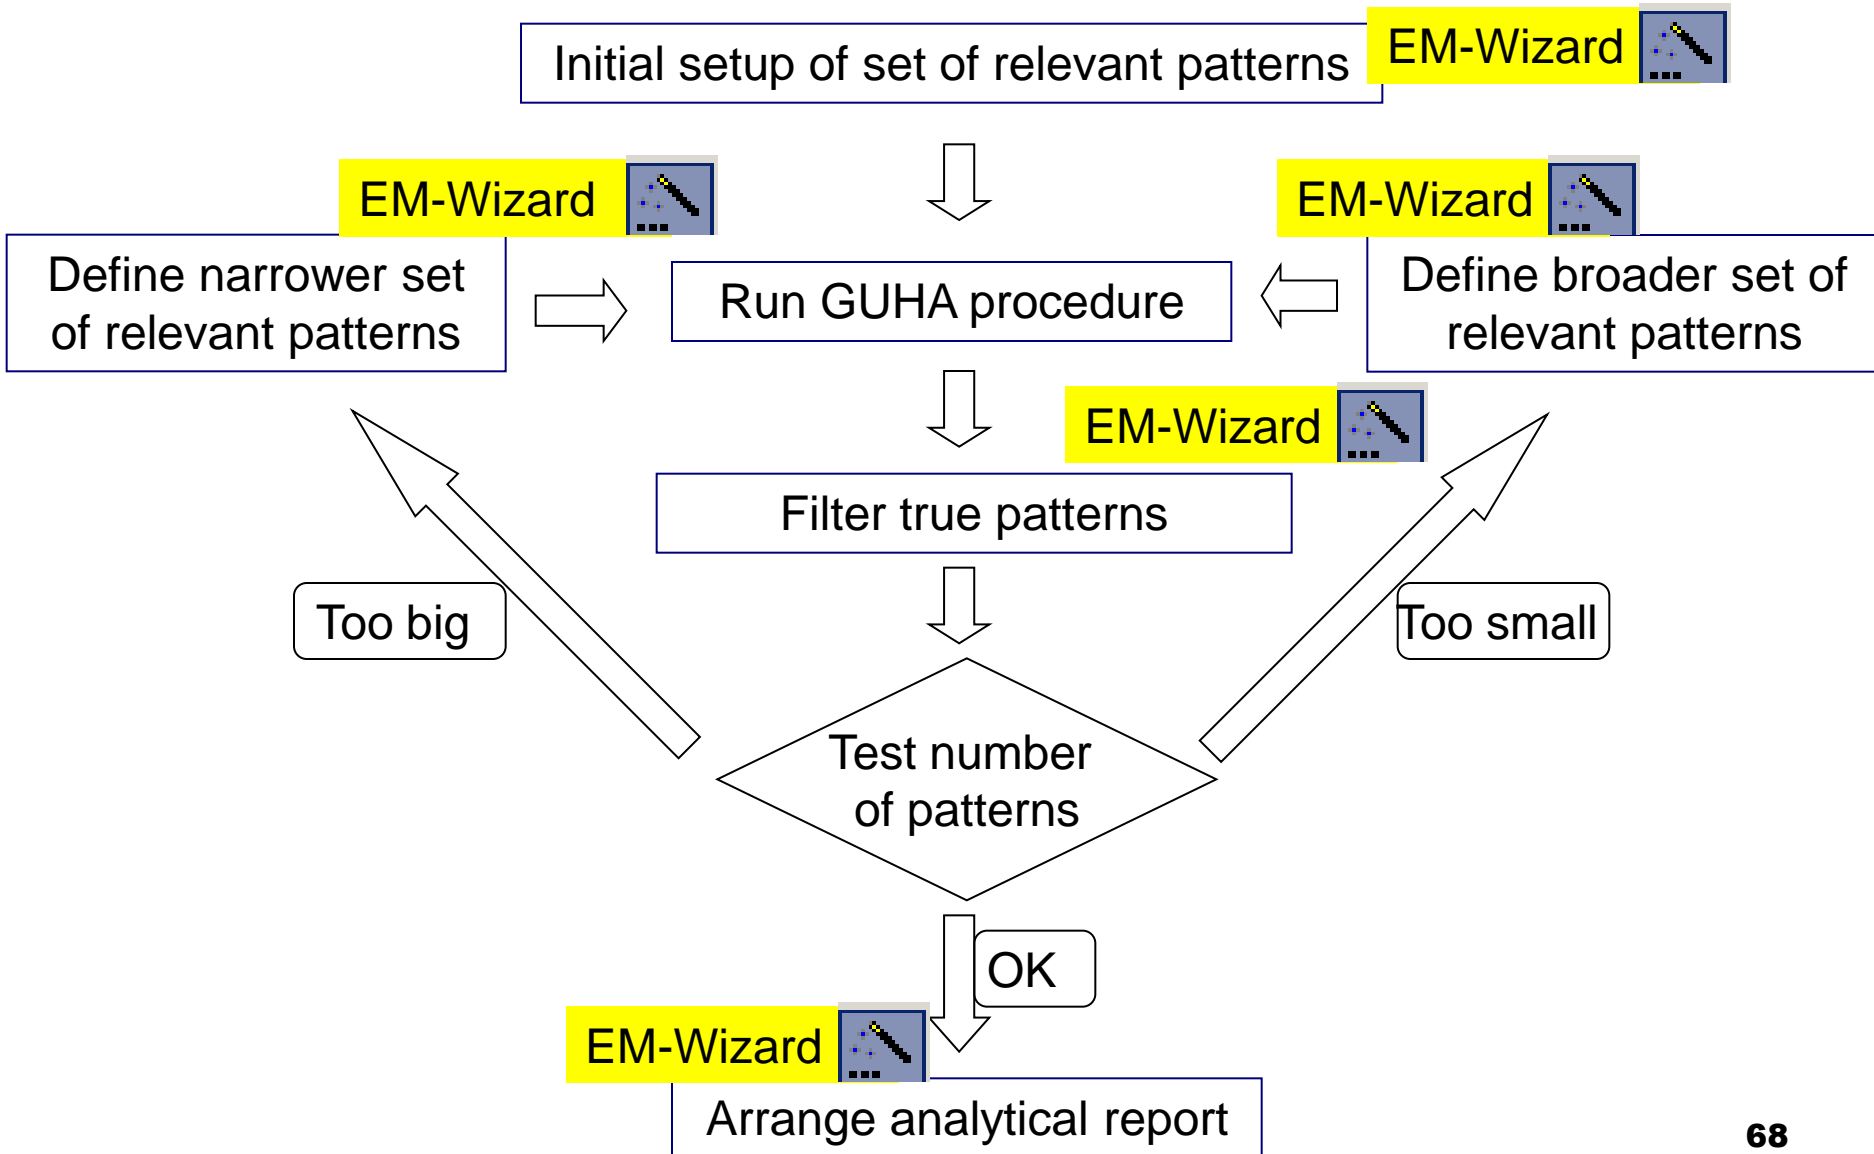 Initial setup of set of relevant patterns
EM-Wizard
EM-Wizard
EM-Wizard
Define narrower set
of relevant patterns
Run GUHA procedure
Define broader set of
relevant patterns
EM-Wizard
Filter true patterns
Too big
Too small
Test number
of patterns
OK
EM-Wizard
Arrange analytical report
68